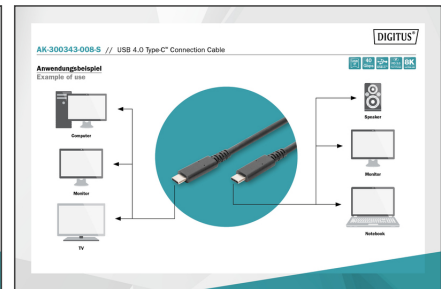 DIGITUS®
AK-300343-008-S // USB 4.0 Type-C™ Connection Cable
Anwendungsbeispiel
Example of use
40
8K
Computer
Speaker
Monitor
Monitor
TV
Notebook